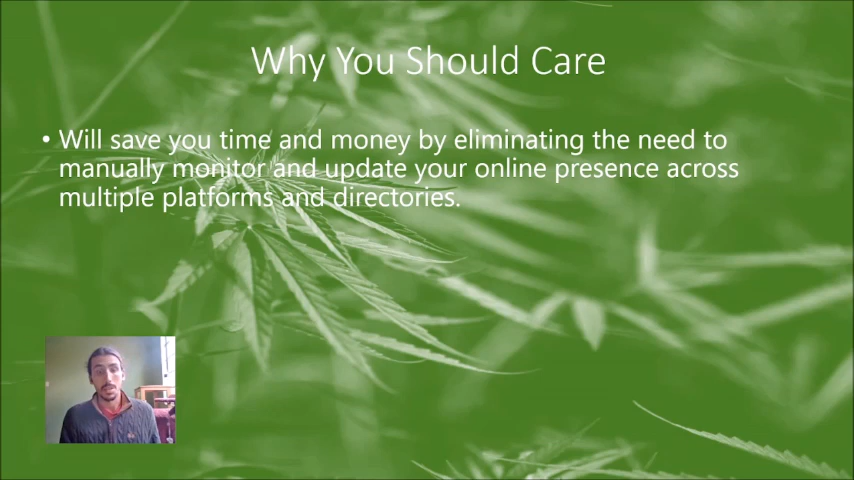 Why You Should Care
• Will save you time and money by eliminating the need to
manually monitor and update your online presence across
multiple platforms and directories.